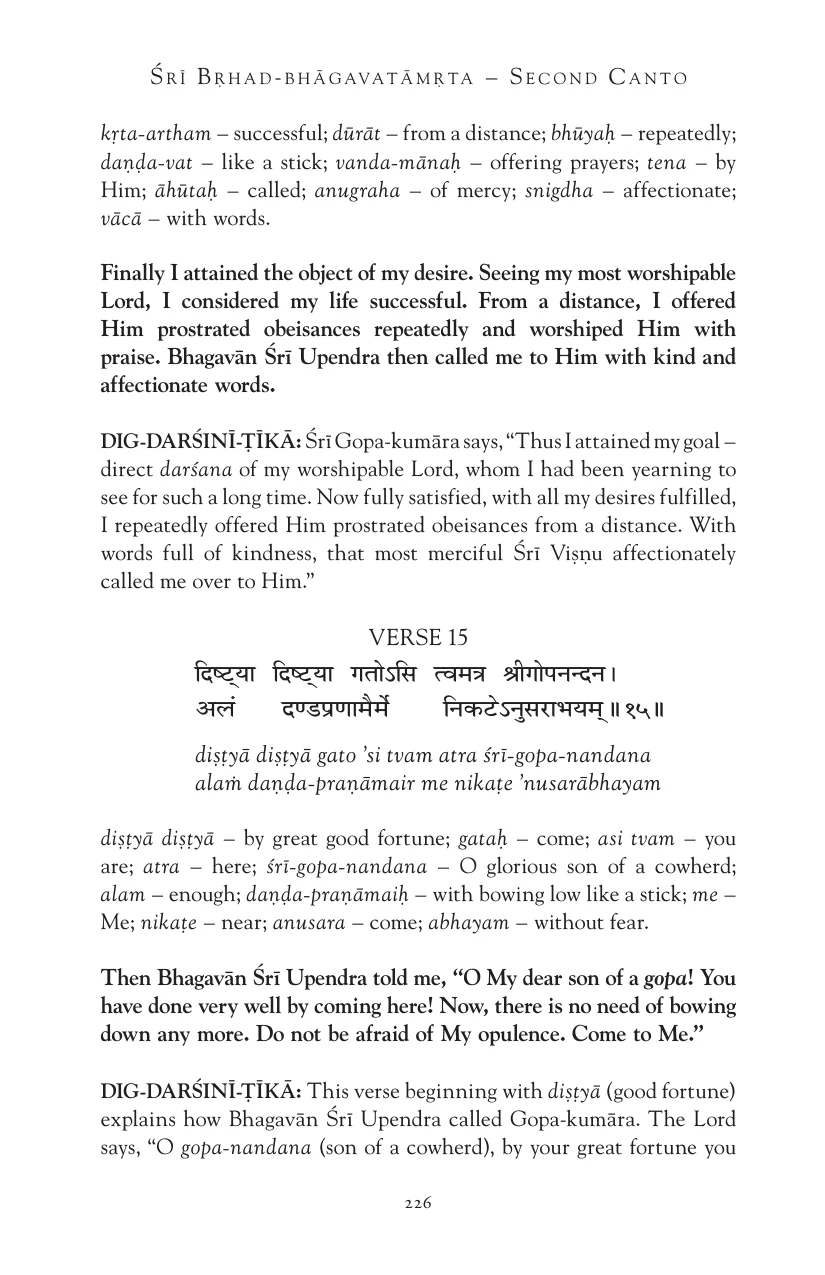 Śrī Bṛhad-bhāgavatāmṛta – Second Canto
kṛta-artham – successful; dūrāt – from a distance; bhūyaḥ – repeatedly;
daṇḍa-vat – like a stick; vanda-mānaḥ – offering prayers; tena – by
Him; āhūtaḥ – called; anugraha – of mercy; snigdha – affectionate;
vācā – with words.
Finally I attained the object of my desire. Seeing my most worshipable
Lord, I considered my life successful. From a distance, I offered
Him prostrated obeisances repeatedly and worshiped Him with
praise. Bhagavān Śrī Upendra then called me to Him with kind and
affectionate words.
DIG-DARŚINĪ-ṬĪKĀ: Śrī Gopa-kumāra says, “Thus I attained my goal –
direct darśana of my worshipable Lord, whom I had been yearning to
see for such a long time. Now fully satisfied, with all my desires fulfilled,
I repeatedly offered Him prostrated obeisances from a distance. With
words full of kindness, that most merciful Śrī Viṣṇu affectionately
called me over to Him.”
VERSE 15
दिष्ट्या दिष्ट्या गतोऽसि त्वमत्र श्रीगोपनन्दन।
अलं दण्डप्रणामैर्मे निकटेऽनुसराभयम्॥१५॥
diṣṭyā diṣṭyā gato ’si tvam atra śrī-gopa-nandana
alaṁ daṇḍa-praṇāmair me nikaṭe ’nusarābhayam
diṣṭyā diṣṭyā – by great good fortune; gataḥ – come; asi tvam – you
are; atra – here; śrī-gopa-nandana – O glorious son of a cowherd;
alam – enough; daṇḍa-praṇāmaiḥ – with bowing low like a stick; me –
Me; nikaṭe – near; anusara – come; abhayam – without fear.
Then Bhagavān Śrī Upendra told me, “O My dear son of a gopa! You
have done very well by coming here! Now, there is no need of bowing
down any more. Do not be afraid of My opulence. Come to Me.”
DIG-DARŚINĪ-ṬĪKĀ: This verse beginning with diṣṭyā (good fortune)
explains how Bhagavān Śrī Upendra called Gopa-kumāra. The Lord
says, “O gopa-nandana (son of a cowherd), by your great fortune you
226